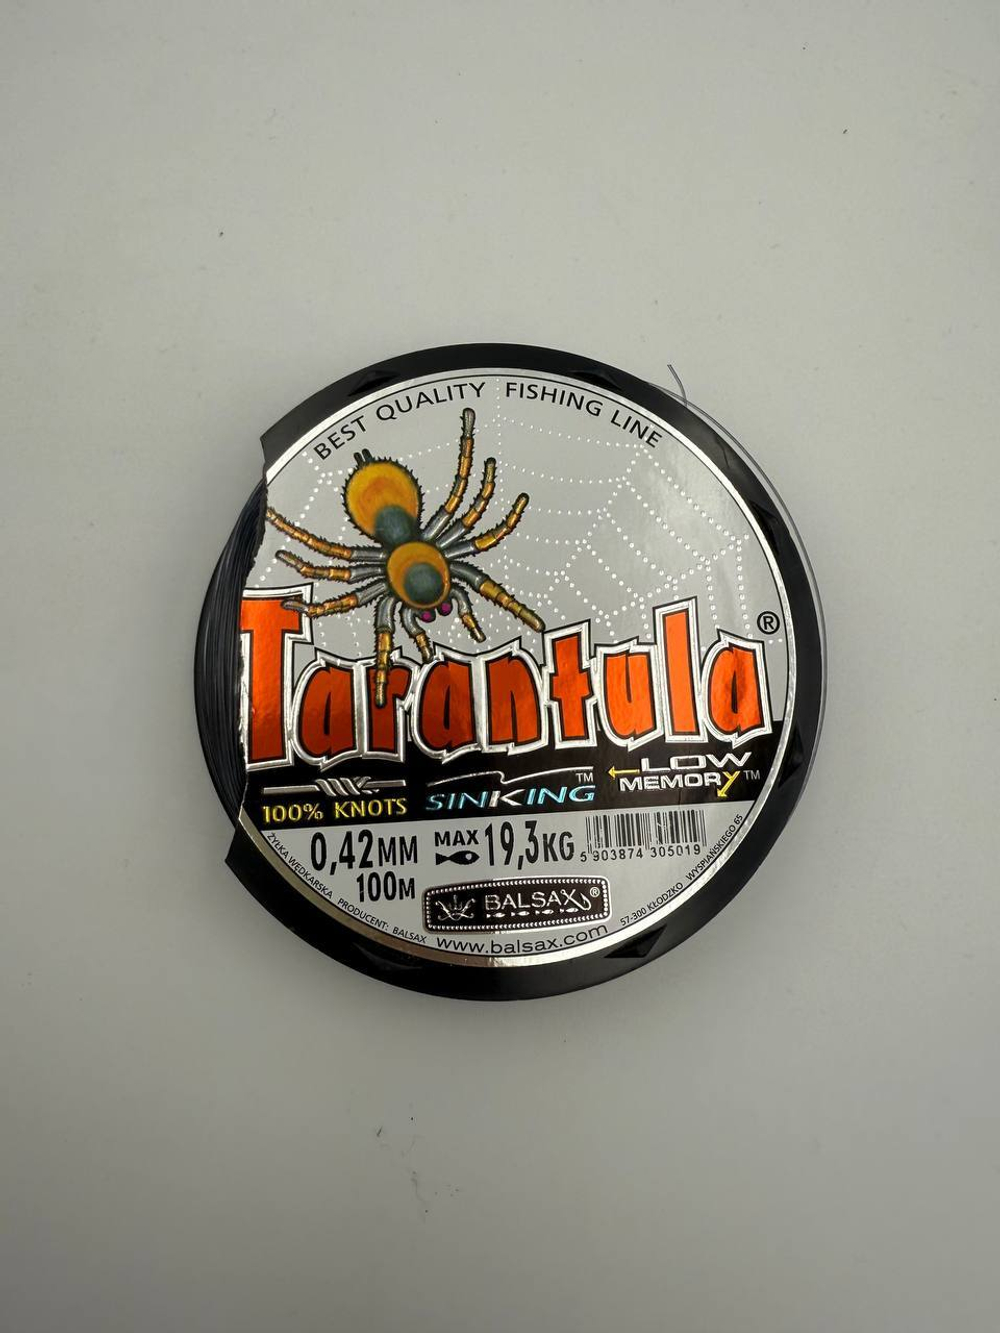 BEST QUALITY FISHING LINE
Tarantula®
100% KNOTS SINKING™ LOW MEMORY™
0,42MM MAX 19,3KG
100M
5 903874 305019
BALSAX®
ŻYŁKA WĘDKARSKA PRODUCENT: BALSAX www.balsax.com 57-300 KŁODZKO WYSPIAŃSKIEGO 65